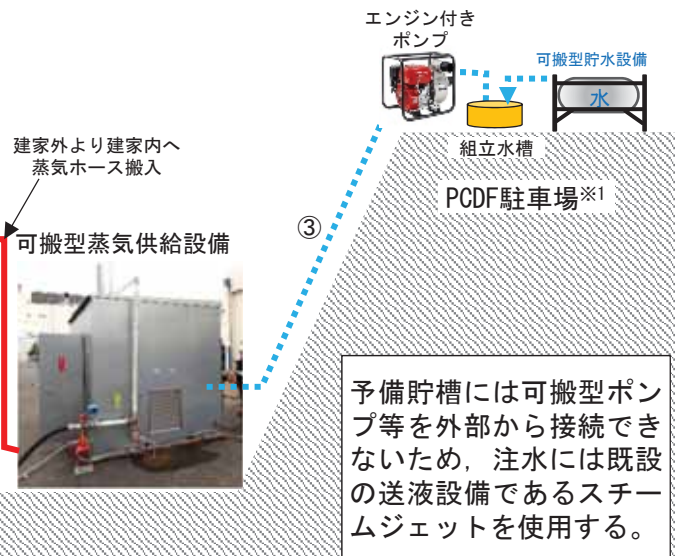 エンジン付き
ポンプ
可搬型貯水設備
水
組立水槽
建家外より建家内へ
蒸気ホース搬入
PCDF駐車場※1
③
可搬型蒸気供給設備
予備貯槽には可搬型ポン
プ等を外部から接続でき
ないため，注水には既設
の送液設備であるスチー
ムジェットを使用する。